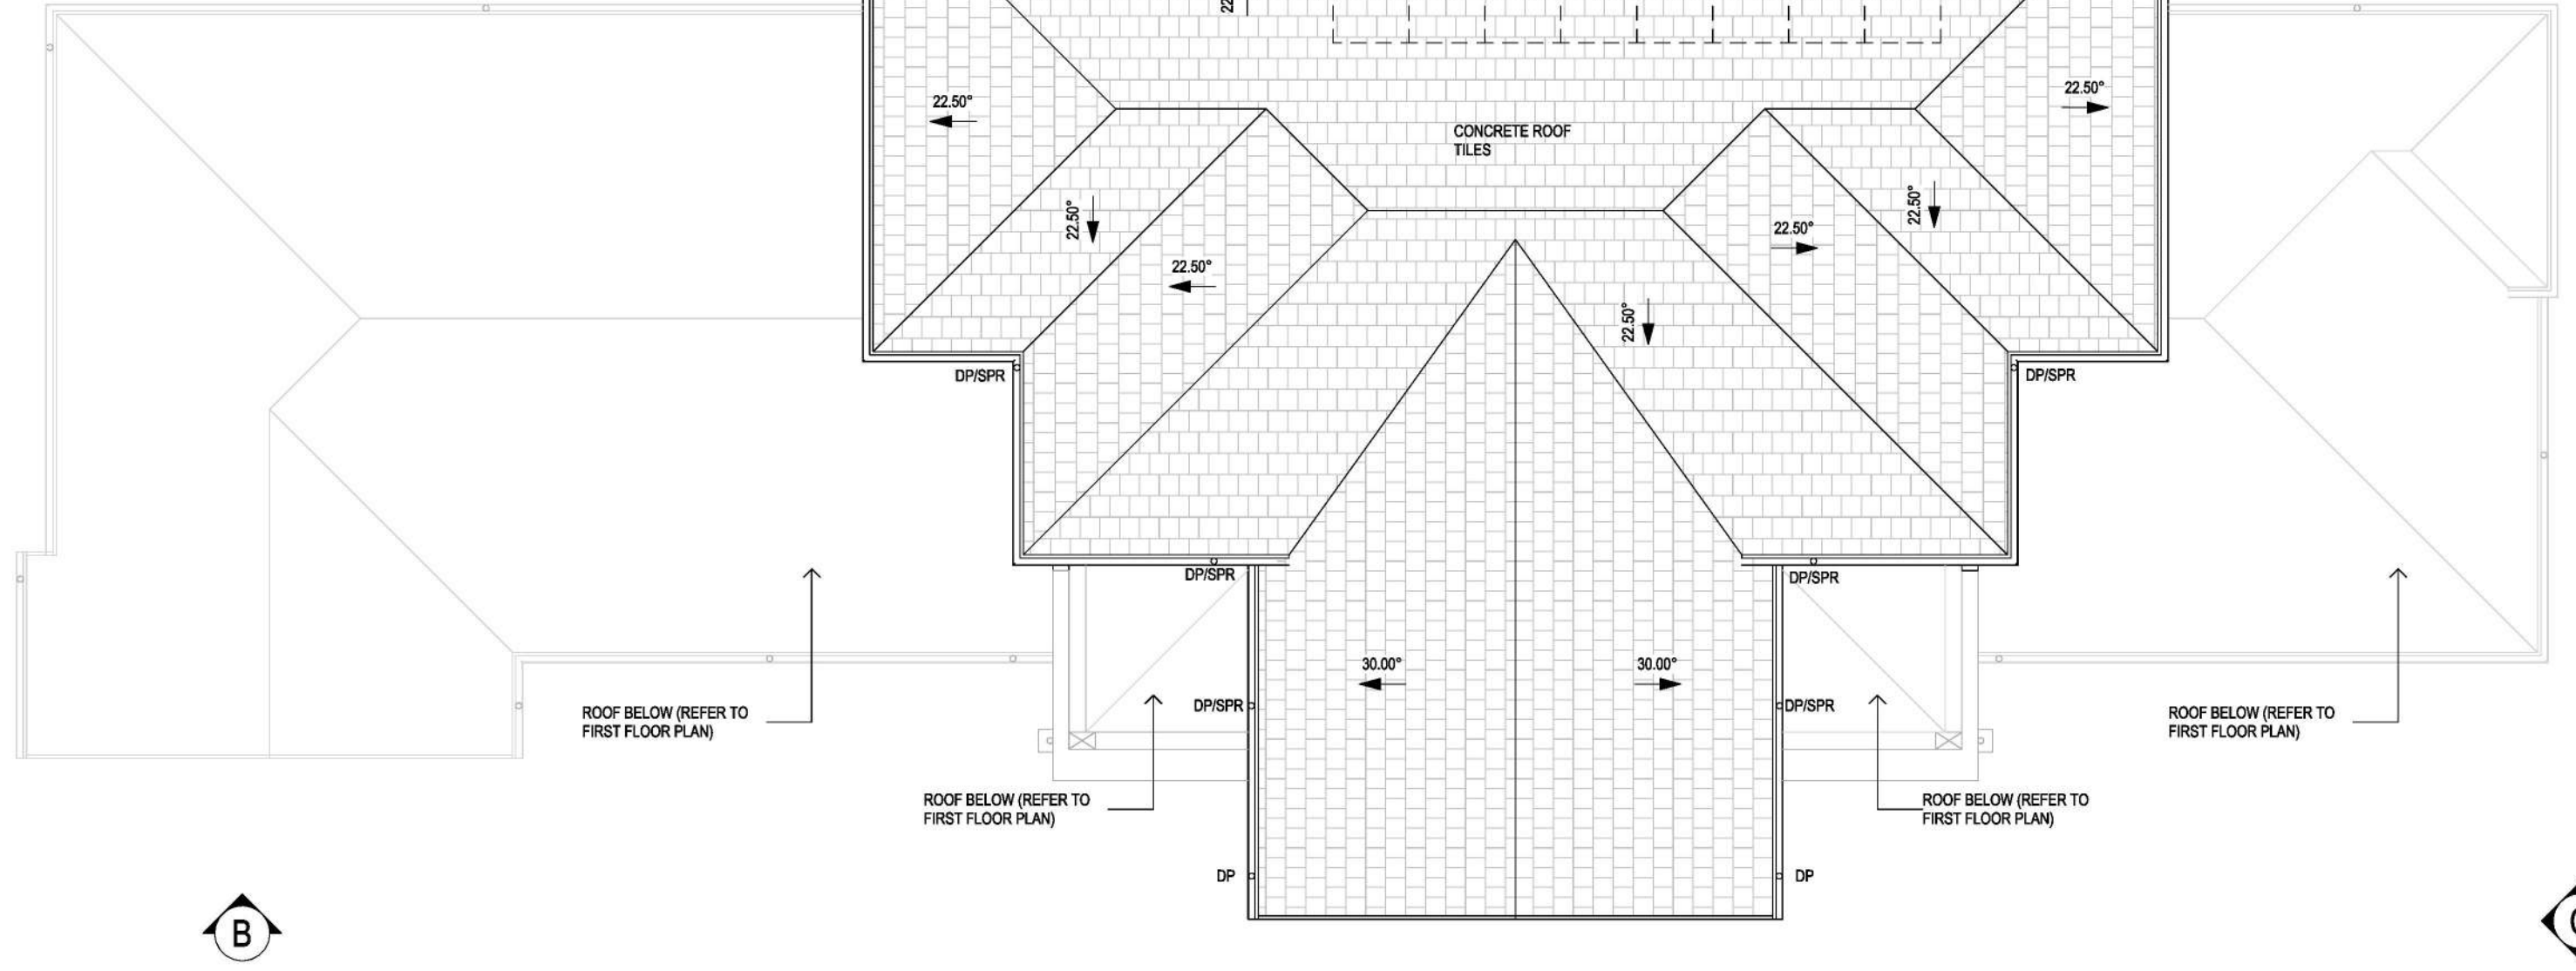 22
22.50°
22.50°
CONCRETE ROOF
TILES
22.50°
22.50°
22.50°
22.50°
22.50°
DP/SPR
DP/SPR
DP/SPR
DP/SPR
30.00°
30.00°
DP/SPR
DP/SPR
ROOF BELOW (REFER TO
FIRST FLOOR PLAN)
ROOF BELOW (REFER TO
FIRST FLOOR PLAN)
ROOF BELOW (REFER TO
FIRST FLOOR PLAN)
ROOF BELOW (REFER TO
FIRST FLOOR PLAN)
DP
DP
B